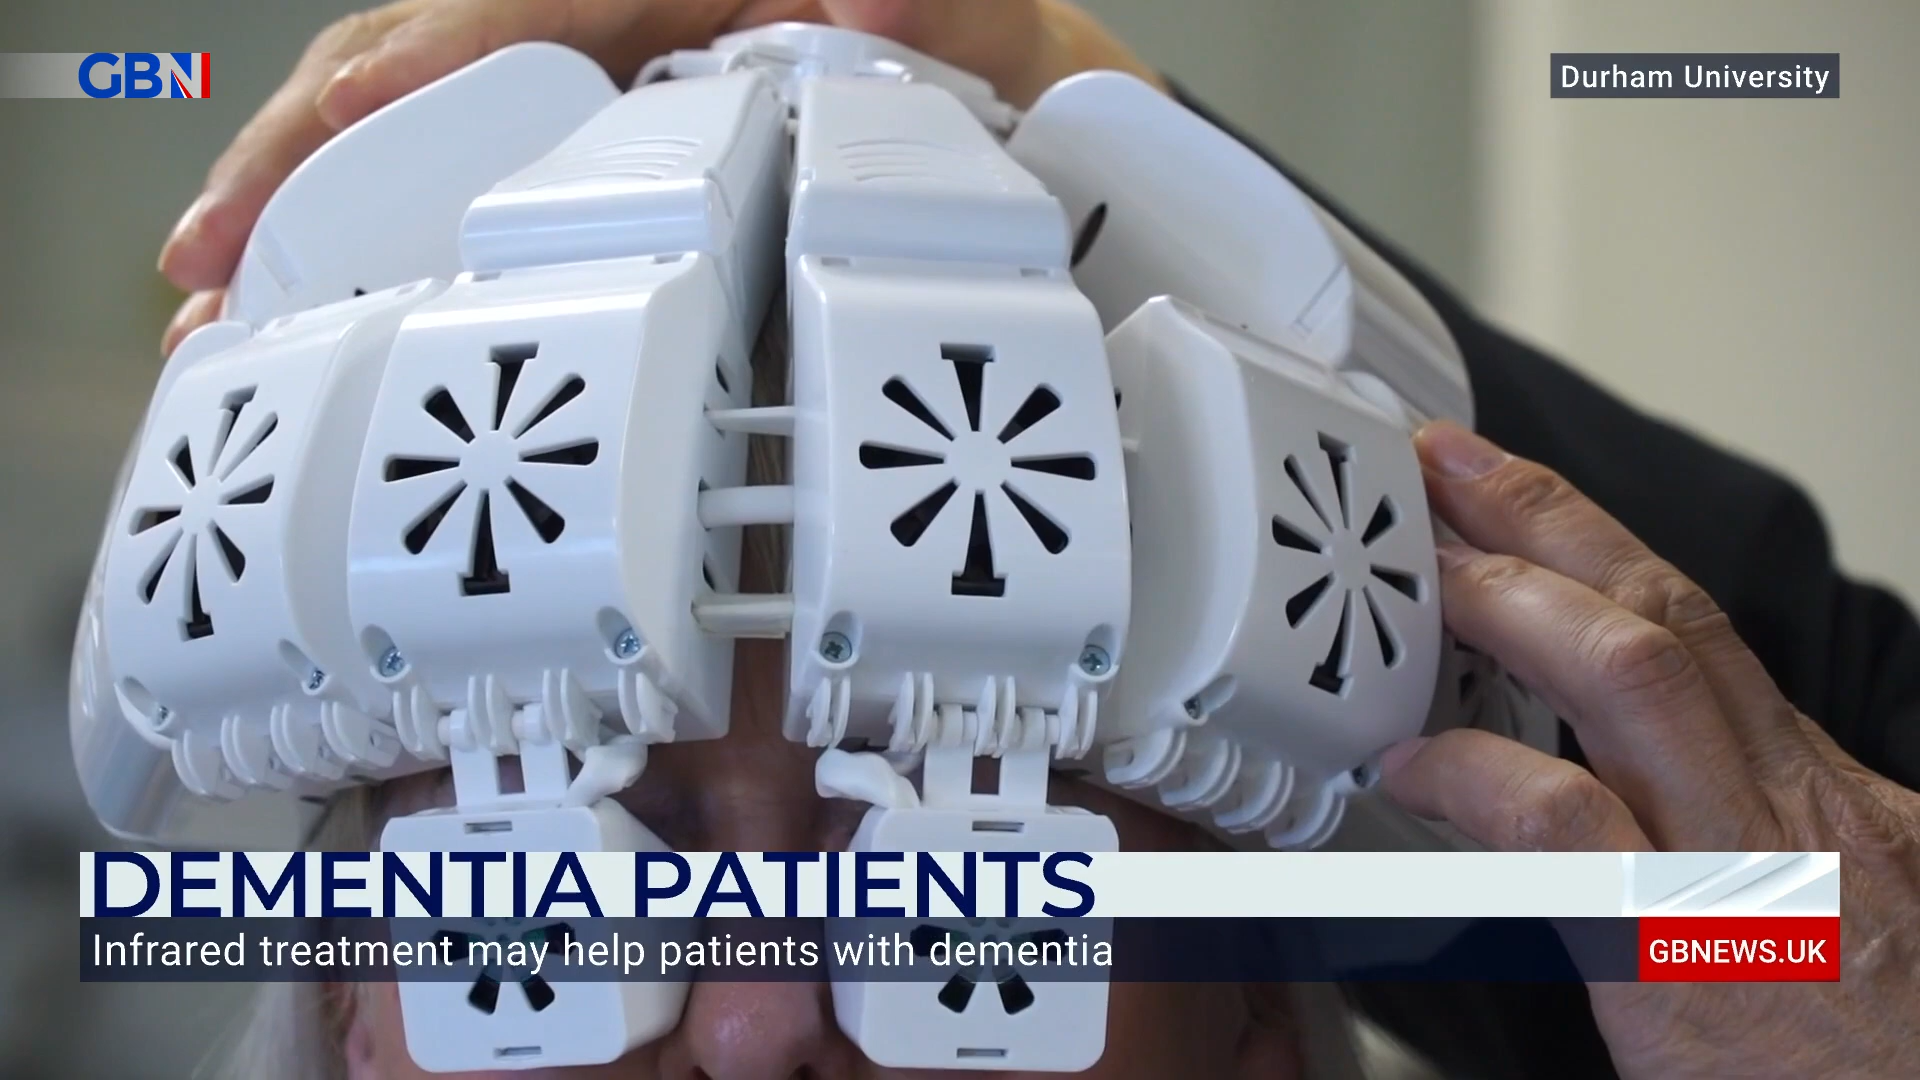 GBN
Durham University
DEMENTIA PATIENTS
Infrared treatment may help patients with dementia
GBNEWS.UK